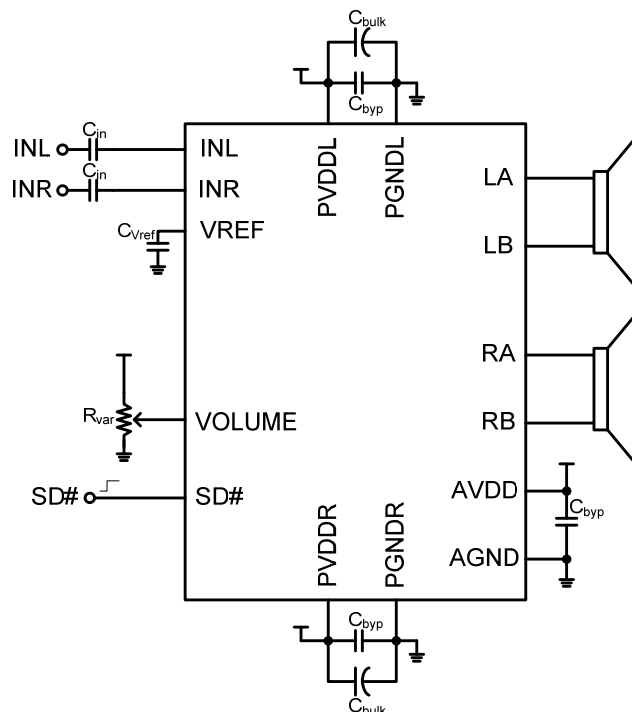 Cbulk
Cbyp
PVDDL
PGNDL
Cin
INL
INL
Cin
INR
INR
CVref
VREF
LA
LB
RA
RB
Rvar
VOLUME
SD#
SD#
AVDD
Cbyp
AGND
PVDDR
PGNDR
Cbyp
Cbulk